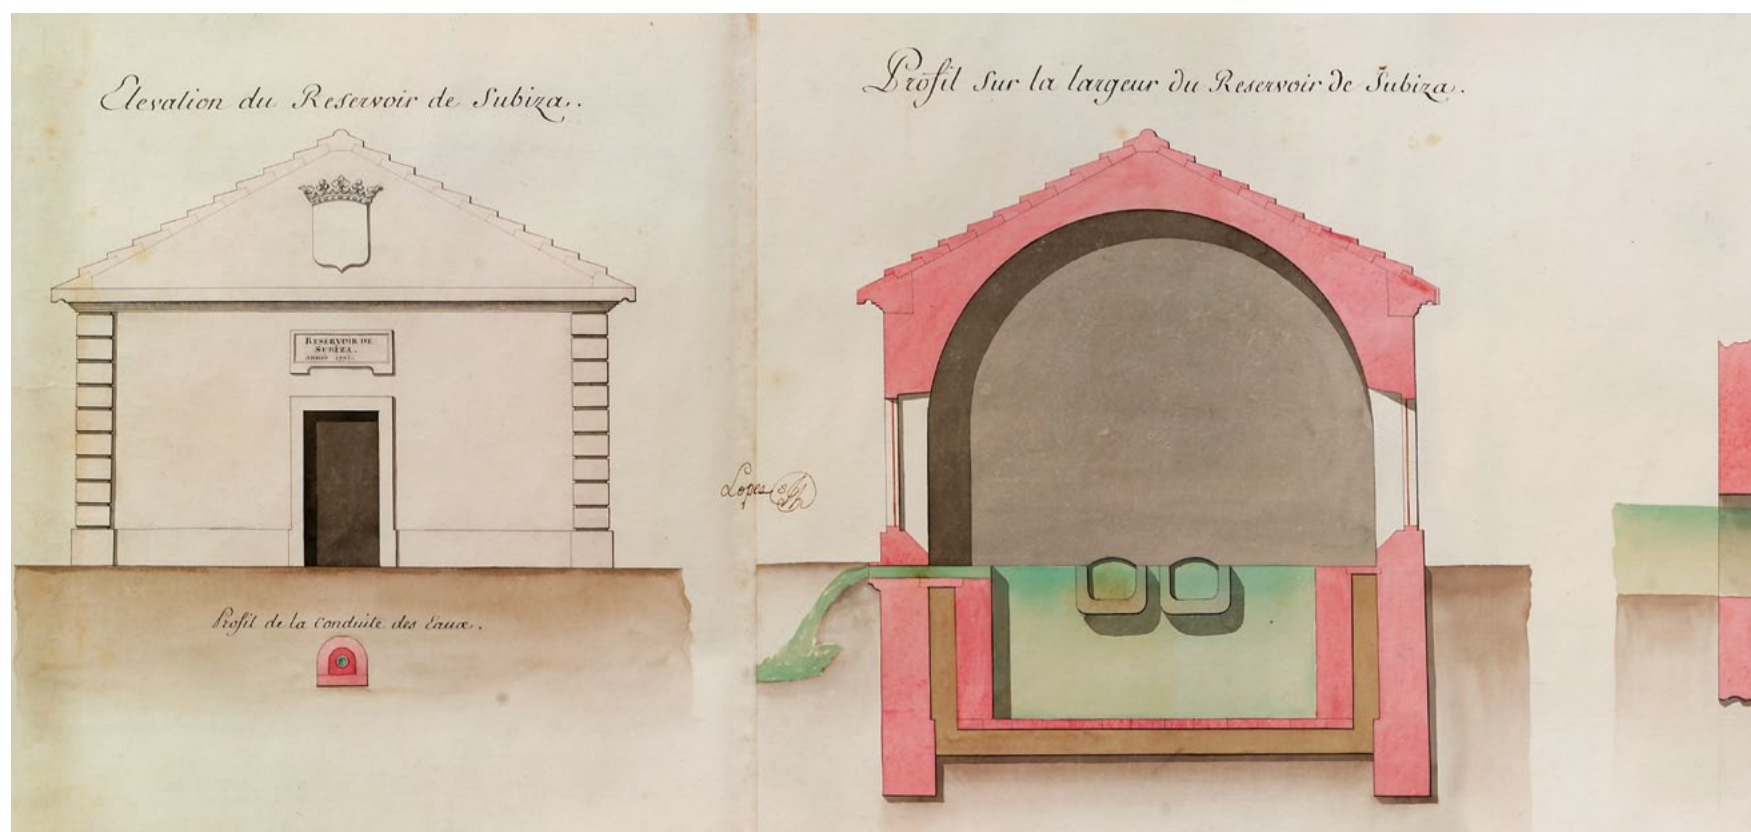 Elevation du Reservoir de Subiza.
Profil Sur la largeur du Reservoir de Subiza.
RESERVOIR DE
SUBIZA.
Lopes
Profil de la Conduite des Eaux.